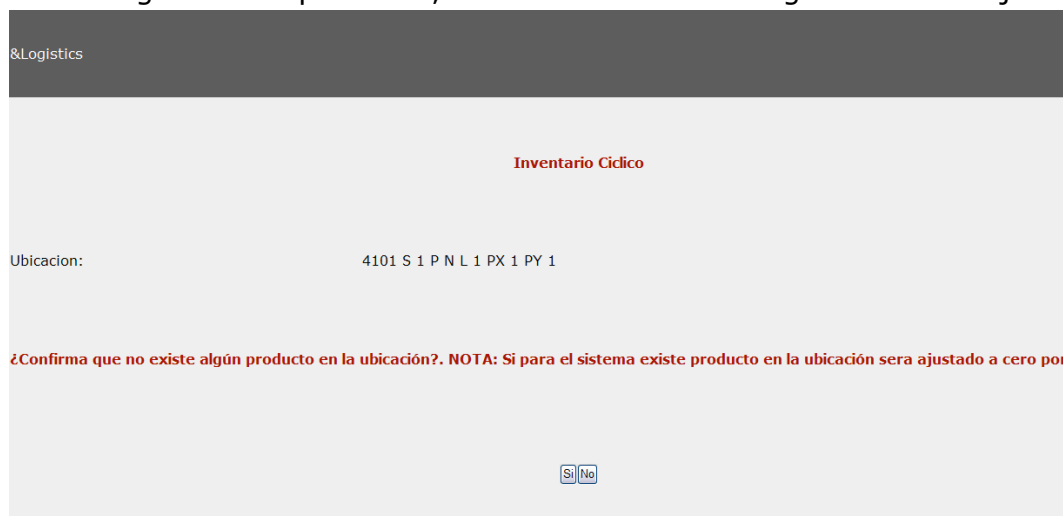 &Logistics
Inventario Ciclico
Ubicacion: 4101 S 1 P N L 1 PX 1 PY 1
¿Confirma que no existe algún producto en la ubicación?. NOTA: Si para el sistema existe producto en la ubicación sera ajustado a cero por
Si No